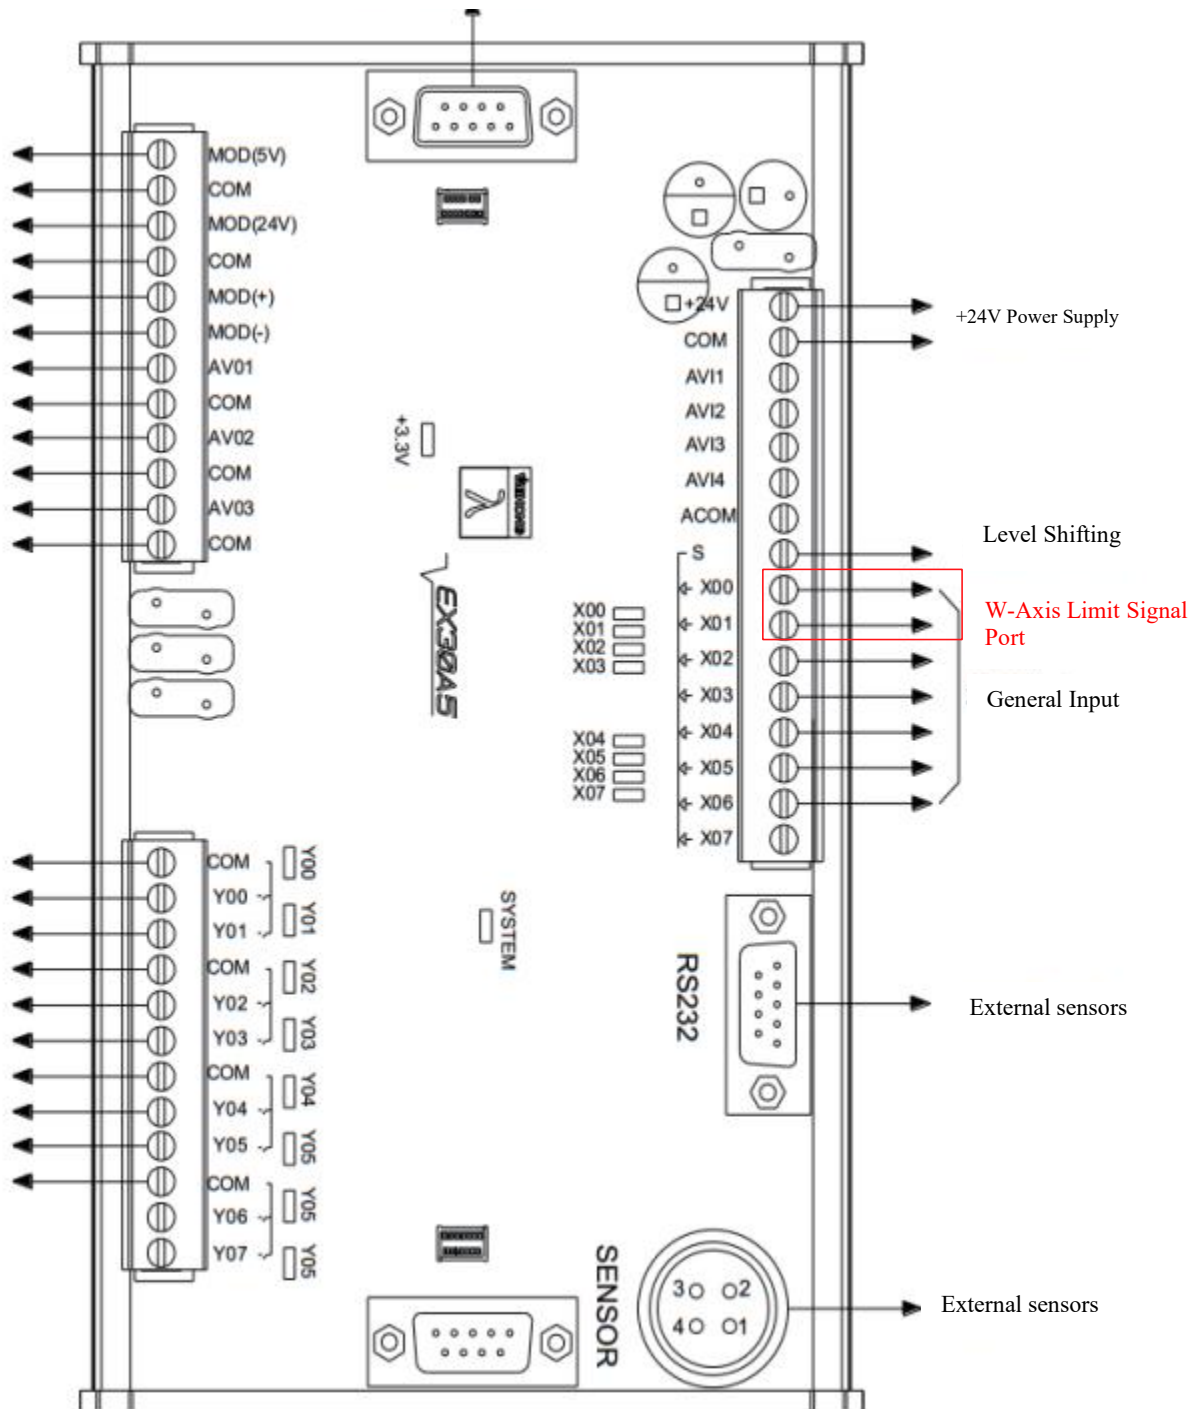 MOD(5V)
COM
MOD(24V)
COM
MOD(+)
MOD(-)
AV01
COM
AV02
COM
AV03
COM
+3.3V
EX30A5
+24V
COM
AVI1
AVI2
AVI3
AVI4
ACOM
S
X00
X01
X02
X03
X04
X05
X06
X07
+24V Power Supply
Level Shifting
W-Axis Limit Signal
Port
General Input
X00
X01
X02
X03
X04
X05
X06
X07
COM
Y00
Y01
COM
Y02
Y03
COM
Y04
Y05
COM
Y06
Y07
Y00
Y01
Y02
Y03
Y04
Y05
Y05
Y05
SYSTEM
RS232
External sensors
SENSOR
3 2
4 1
External sensors